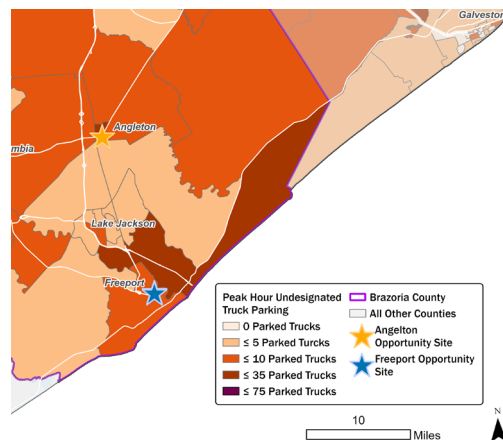 Galveston
Angleton
mbia
Lake Jackson
Freeport
Peak Hour Undesignated
Truck Parking
0 Parked Trucks
≤ 5 Parked Turcks
≤ 10 Parked Trucks
≤ 35 Parked Trucks
≤ 75 Parked Trucks
Brazoria County
All Other Counties
Angelton
Opportunity Site
Freeport Opportunity
Site
10
Miles
N